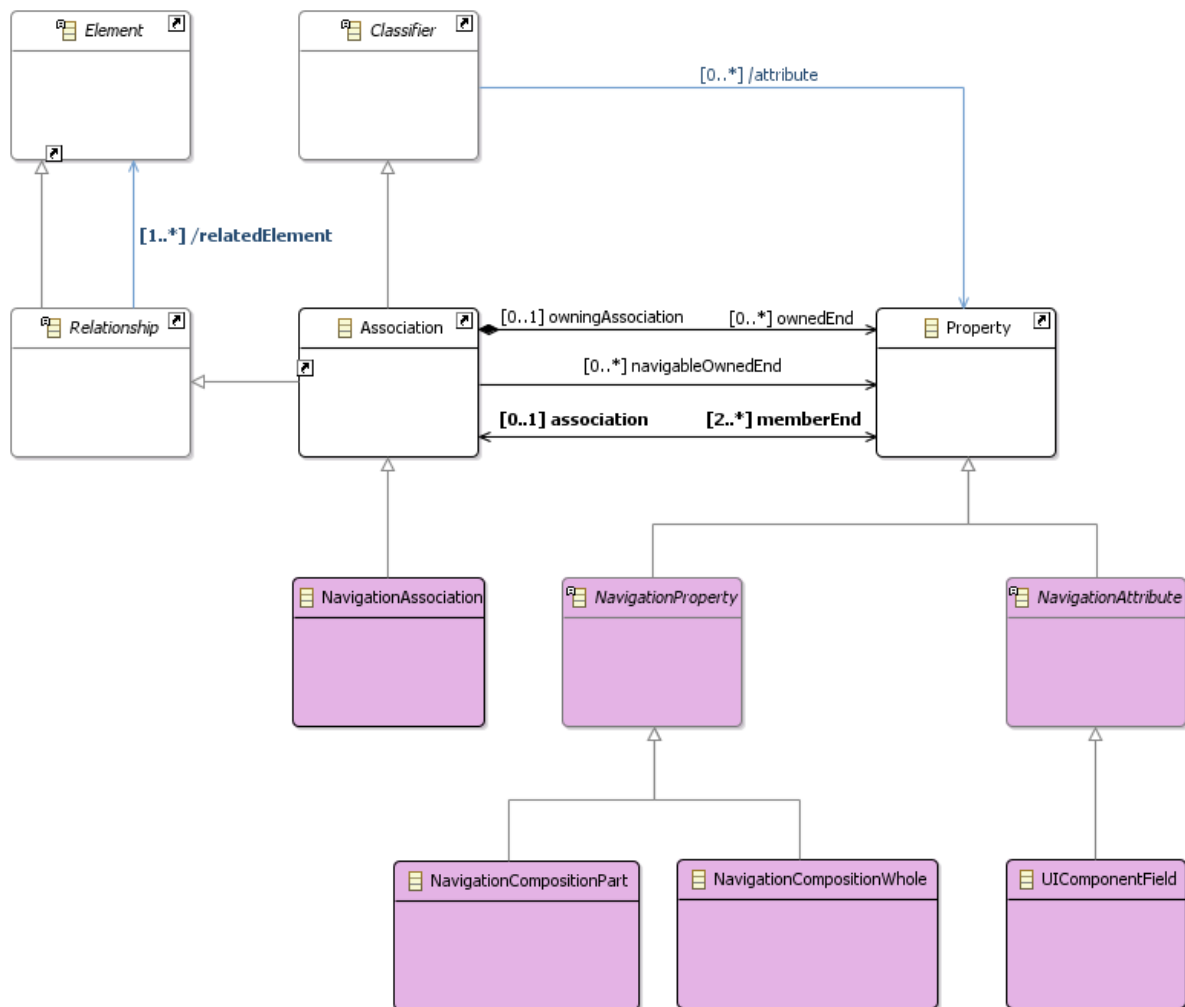 Element
Classifier
[0..*] /attribute
[1..*] /relatedElement
Relationship
Association
[0..1] owningAssociation
[0..*] ownedEnd
Property
[0..*] navigableOwnedEnd
[0..1] association
[2..*] memberEnd
NavigationAssociation
NavigationProperty
NavigationAttribute
NavigationCompositionPart
NavigationCompositionWhole
UIComponentField